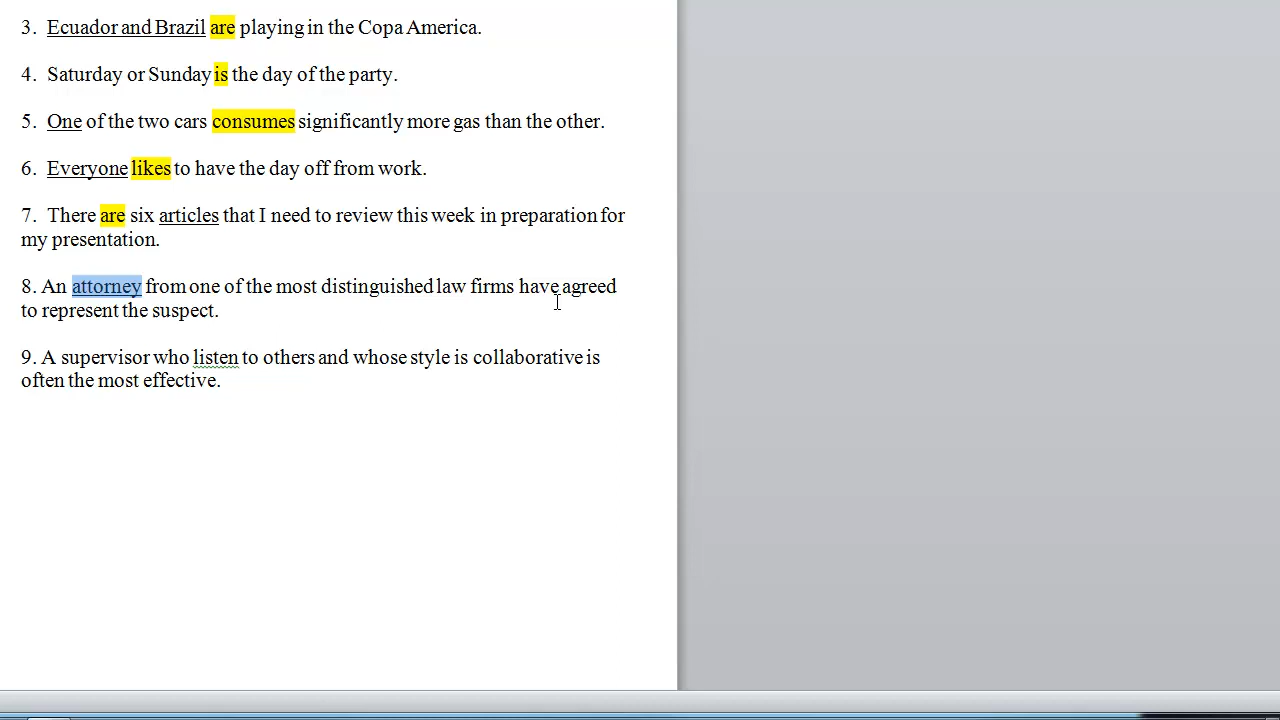 3. Ecuador and Brazil are playing in the Copa America.
4. Saturday or Sunday is the day of the party.
5. One of the two cars consumes significantly more gas than the other.
6. Everyone likes to have the day off from work.
7. There are six articles that I need to review this week in preparation for
my presentation.
8. An attorney from one of the most distinguished law firms have agreed
to represent the suspect.
9. A supervisor who listen to others and whose style is collaborative is
often the most effective.